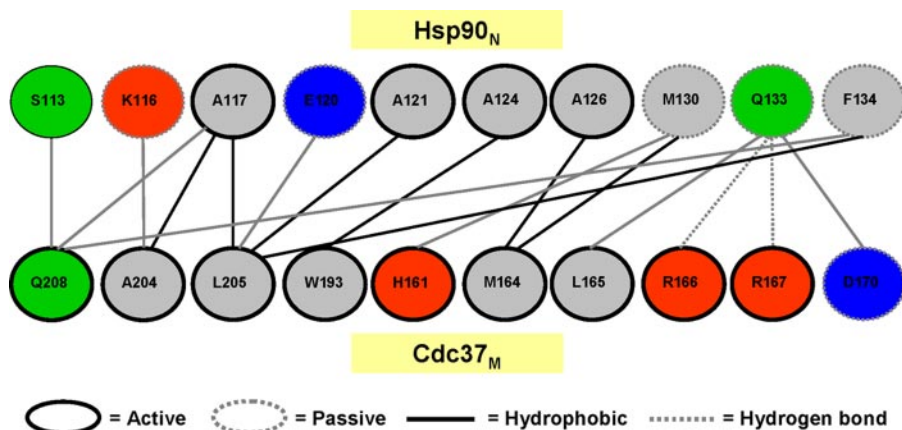 Hsp90N
S113 K116 A117 E120 A121 A124 A126 M130 Q133 F134
Q208 A204 L205 W193 H161 M164 L165 R166 R167 D170
Cdc37M
= Active = Passive = Hydrophobic = Hydrogen bond